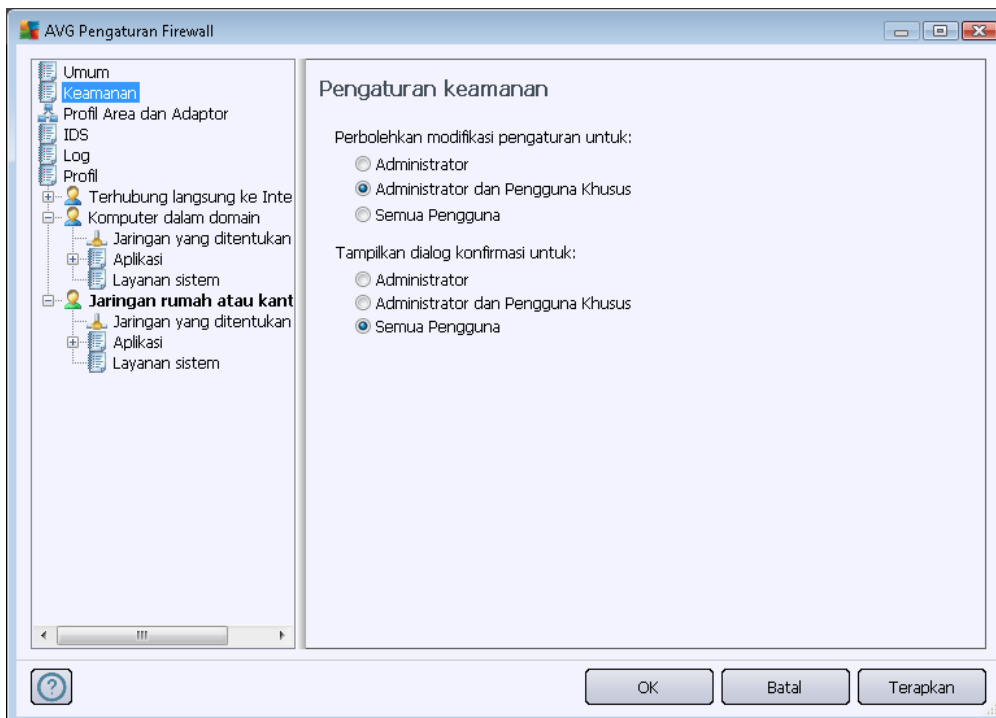 AVG Pengaturan Firewall
Umum
Keamanan
Profil Area dan Adaptor
IDS
Log
Profil
Terhubung langsung ke Inte
Komputer dalam domain
Jaringan yang ditentukan
Aplikasi
Layanan sistem
Jaringan rumah atau kant
Jaringan yang ditentukan
Aplikasi
Layanan sistem
Pengaturan keamanan
Perbolehkan modifikasi pengaturan untuk:
Administrator
Administrator dan Pengguna Khusus
Semua Pengguna
Tampilkan dialog konfirmasi untuk:
Administrator
Administrator dan Pengguna Khusus
Semua Pengguna
OK
Batal
Terapkan